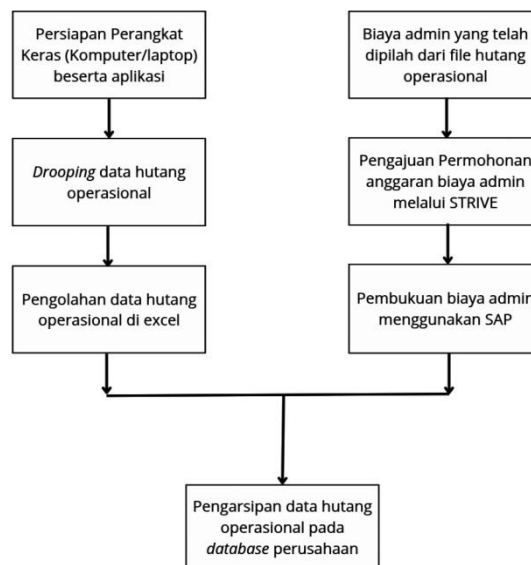 Persiapan Perangkat
Keras (Komputer/laptop)
beserta aplikasi
Drooping data hutang
operasional
Pengolahan data hutang
operasional di excel
Biaya admin yang telah
dipilah dari file hutang
operasional
Pengajuan Permohonan
anggaran biaya admin
melalui STRIVE
Pembukuan biaya admin
menggunakan SAP
Pengarsipan data hutang
operasional pada
database perusahaan